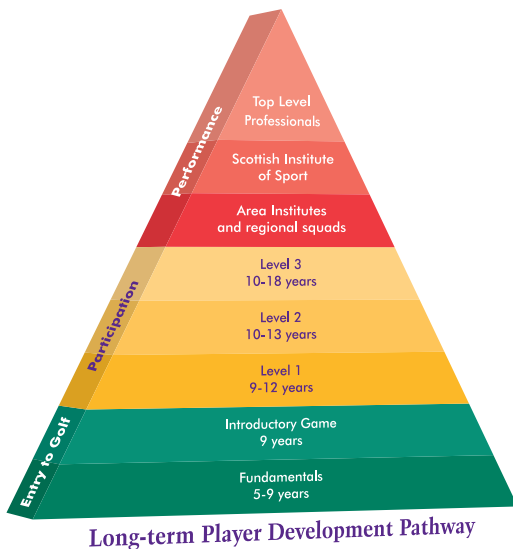 Top Level
Professionals
Scottish Institute
of Sport
Area Institutes
and regional squads
Performance
Level 3
10-18 years
Level 2
10-13 years
Level 1
9-12 years
Participation
Introductory Game
9 years
Fundamentals
5-9 years
Entry to Golf
Long-term Player Development Pathway